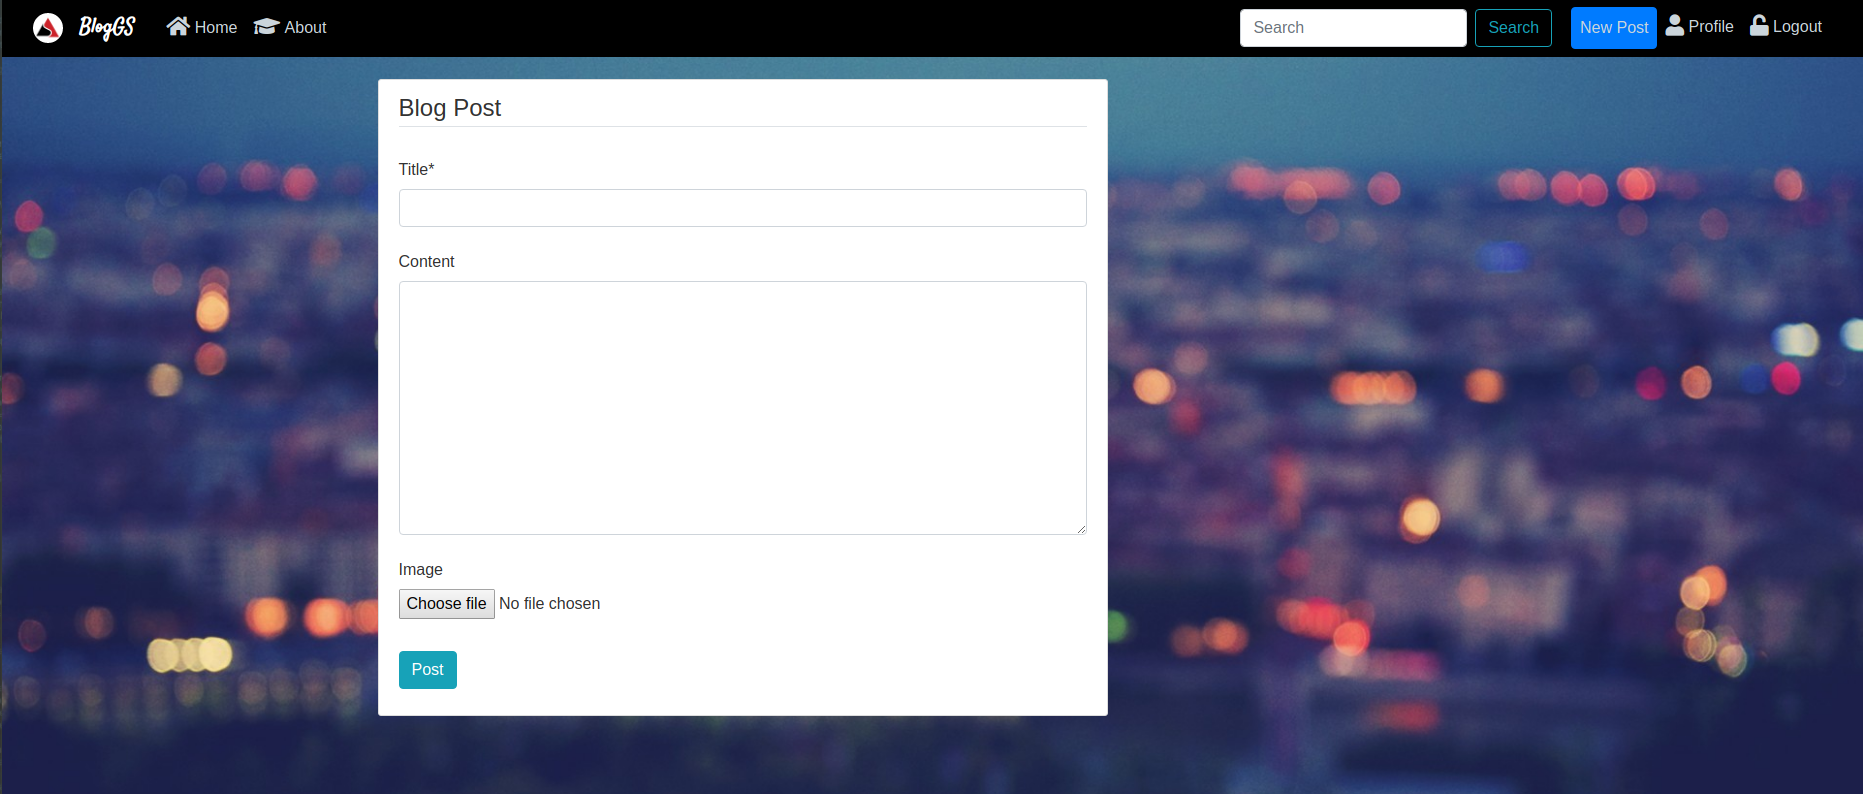 BlogGS Home About Search Search New Post Profile Logout
Blog Post
Title*
Content
Image
Choose file No file chosen
Post